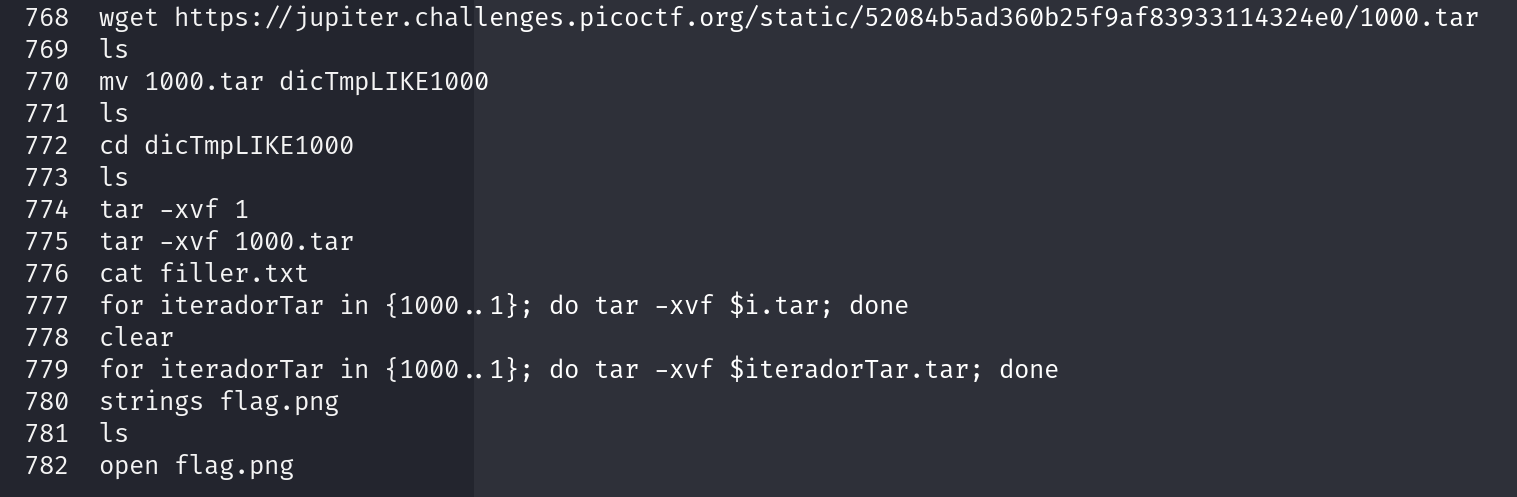 768 wget https://jupiter.challenges.picoctf.org/static/52084b5ad360b25f9af83933114324e0/1000.tar
769 ls
770 mv 1000.tar dicTmpLIKE1000
771 ls
772 cd dicTmpLIKE1000
773 ls
774 tar -xvf 1
775 tar -xvf 1000.tar
776 cat filler.txt
777 for iteradorTar in {1000..1}; do tar -xvf $i.tar; done
778 clear
779 for iteradorTar in {1000..1}; do tar -xvf $iteradorTar.tar; done
780 strings flag.png
781 ls
782 open flag.png